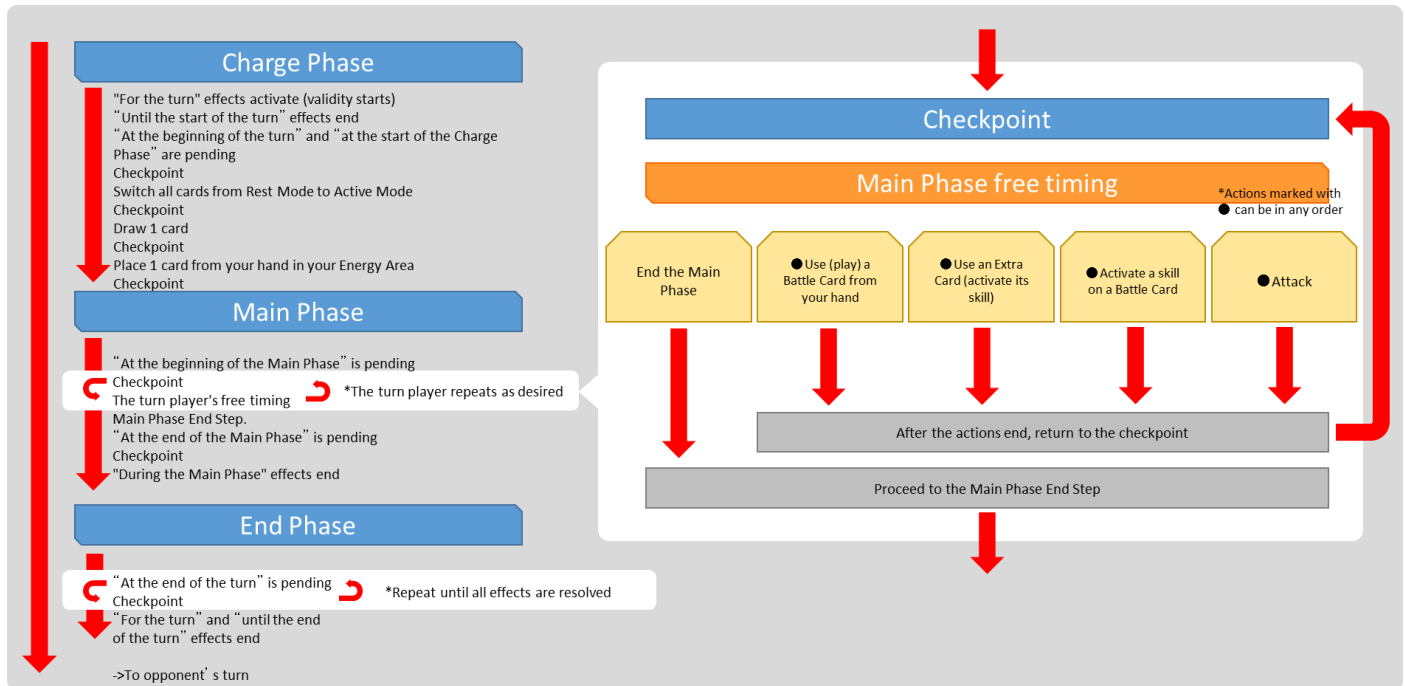 Charge Phase
"For the turn" effects activate (validity starts)
“Until the start of the turn” effects end
“At the beginning of the turn” and “at the start of the Charge
Phase” are pending
Checkpoint
Switch all cards from Rest Mode to Active Mode
Checkpoint
Draw 1 card
Checkpoint
Place 1 card from your hand in your Energy Area
Checkpoint
Main Phase
“At the beginning of the Main Phase” is pending
Checkpoint
The turn player's free timing
*The turn player repeats as desired
Main Phase End Step.
“At the end of the Main Phase” is pending
Checkpoint
"During the Main Phase" effects end
End Phase
“At the end of the turn” is pending
Checkpoint
*Repeat until all effects are resolved
“For the turn” and “until the end
of the turn” effects end
->To opponent’s turn
Checkpoint
Main Phase free timing
*Actions marked with
● can be in any order
End the Main
Phase
●Use (play) a
Battle Card from
your hand
●Use an Extra
Card (activate its
skill)
●Activate a skill
on a Battle Card
●Attack
After the actions end, return to the checkpoint
Proceed to the Main Phase End Step